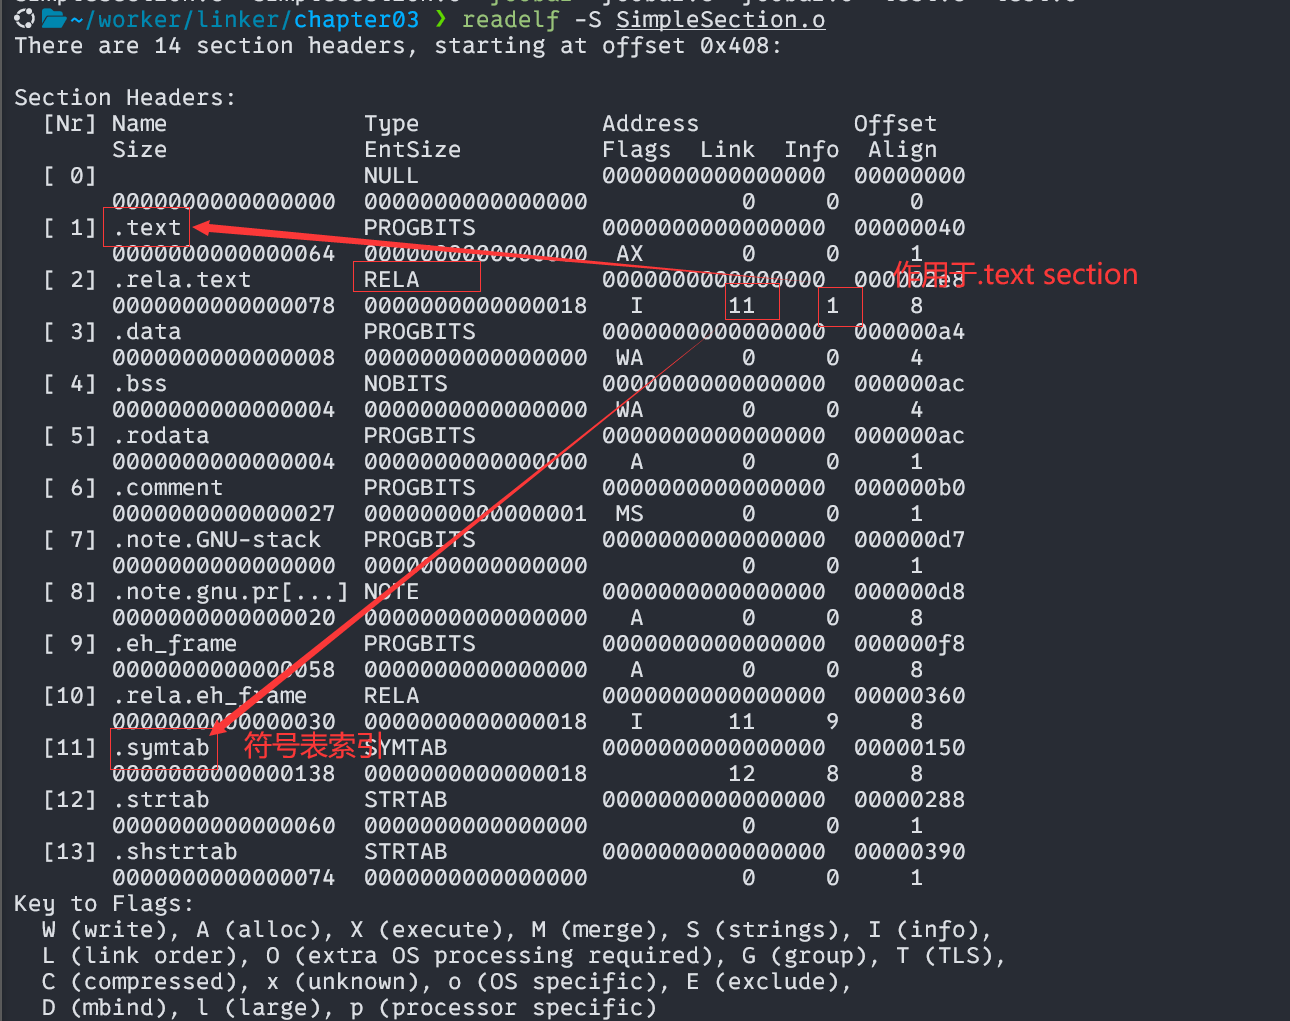 ~/worker/linker/chapter03 ❯ readelf -S SimpleSection.o
There are 14 section headers, starting at offset 0x408:
Section Headers:
[Nr] Name Type Address Offset
Size EntSize Flags Link Info Align
[ 0] NULL 0000000000000000 00000000
0000000000000000 0000000000000000 0 0 0
[ 1] .text PROGBITS 0000000000000000 00000040
0000000000000064 0000000000000000 AX 0 0 1
[ 2] .rela.text RELA 0000000000000000 000002e8
作用于.text section
0000000000000078 0000000000000018 I 11 1 8
[ 3] .data PROGBITS 0000000000000000 000000a4
0000000000000008 0000000000000000 WA 0 0 4
[ 4] .bss NOBITS 0000000000000000 000000ac
0000000000000004 0000000000000000 WA 0 0 4
[ 5] .rodata PROGBITS 0000000000000000 000000ac
0000000000000004 0000000000000000 A 0 0 1
[ 6] .comment PROGBITS 0000000000000000 000000b0
0000000000000027 0000000000000001 MS 0 0 1
[ 7] .note.GNU-stack PROGBITS 0000000000000000 000000d7
0000000000000000 0000000000000000 0 0 1
[ 8] .note.gnu.pr[...] NOTE 0000000000000000 000000d8
0000000000000020 0000000000000000 A 0 0 8
[ 9] .eh_frame PROGBITS 0000000000000000 000000f8
0000000000000058 0000000000000000 A 0 0 8
[10] .rela.eh_frame RELA 0000000000000000 00000360
0000000000000030 0000000000000018 I 11 9 8
[11] .symtab SYMTAB 0000000000000000 00000150
符号表索引
0000000000000138 0000000000000018 12 8 8
[12] .strtab STRTAB 0000000000000000 00000288
0000000000000060 0000000000000000 0 0 1
[13] .shstrtab STRTAB 0000000000000000 00000390
0000000000000074 0000000000000000 0 0 1
Key to Flags:
W (write), A (alloc), X (execute), M (merge), S (strings), I (info),
L (link order), O (extra OS processing required), G (group), T (TLS),
C (compressed), x (unknown), o (OS specific), E (exclude),
D (mbind), l (large), p (processor specific)